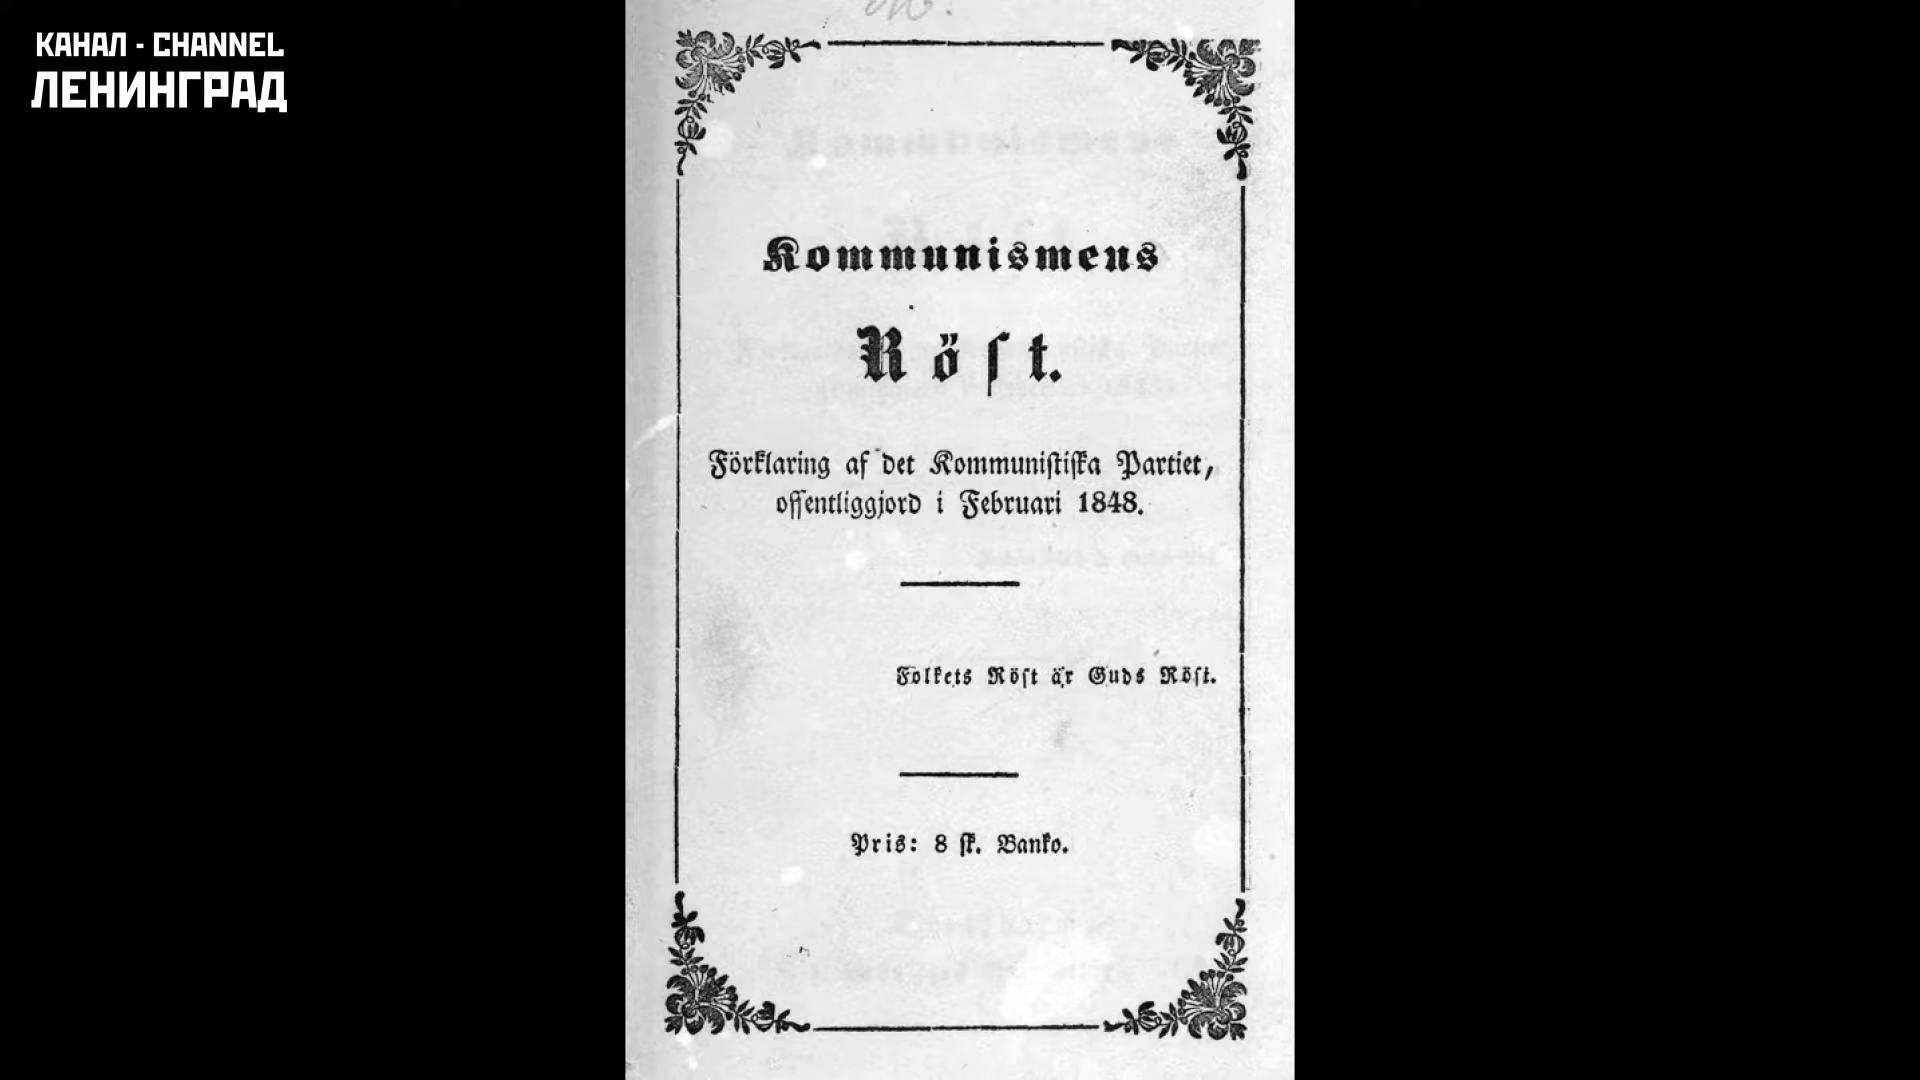 КАНАЛ - CHANNEL
ЛЕНИНГРАД
Kommunismens
Röst.
Förklaring af det Kommunistiska Partiet,
offentliggjord i Februari 1848.
Folkets Röst är Guds Röst.
Pris: 8 sk. Banko.